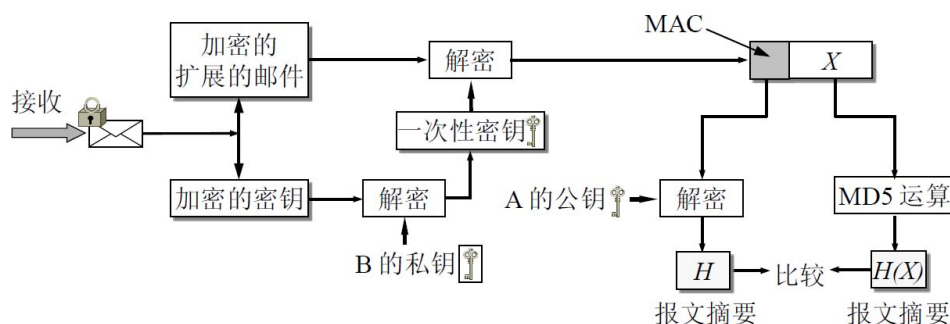 MAC
加密的
扩展的邮件
解密
X
接收
一次性密钥
加密的密钥
解密
A 的公钥
解密
MD5 运算
B 的私钥
H
比较
H(X)
报文摘要
报文摘要